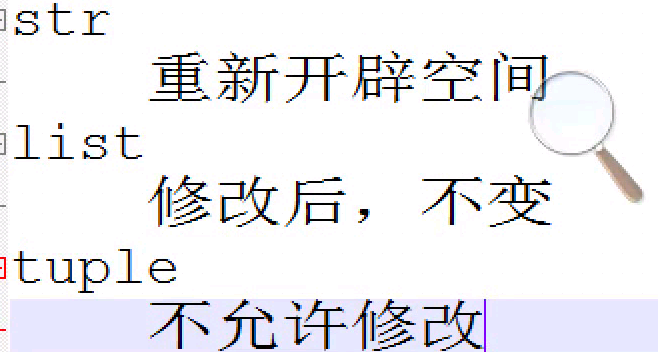 str
重新开辟空间
list
修改后，不变
tuple
不允许修改